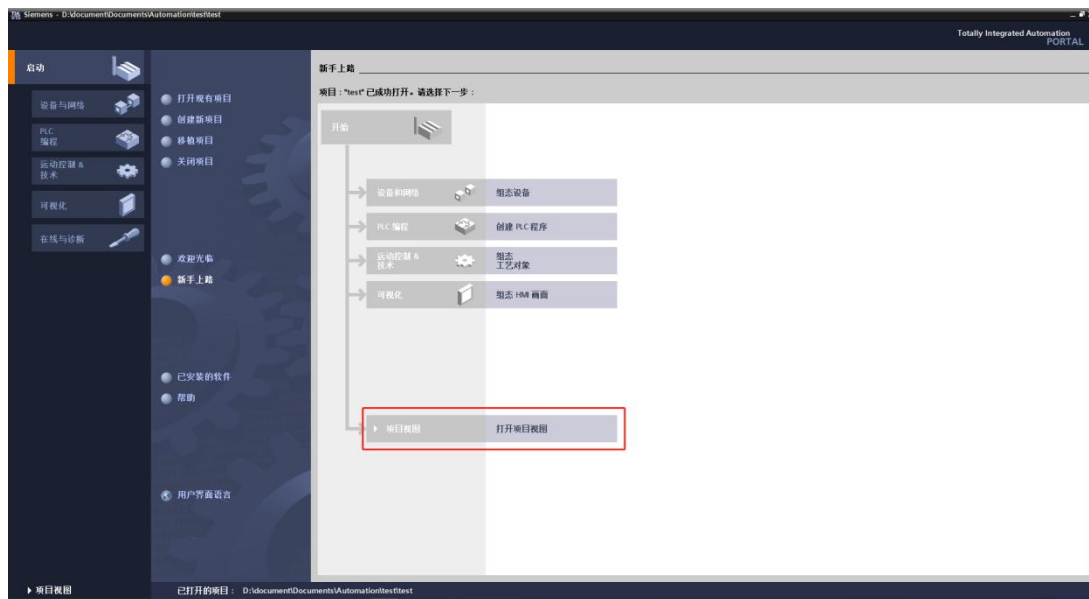 Siemens - D:\document\Documents\Automation\test\test
Totally Integrated Automation
PORTAL
启动
设备与网络
PLC
编程
运动控制 &
技术
可视化
在线与诊断
打开现有项目
创建新项目
移植项目
关闭项目
欢迎光临
新手上路
已安装的软件
帮助
用户界面语言
新手上路
项目："test" 已成功打开。请选择下一步：
开始
设备和网络
组态设备
PLC 编程
创建 PLC 程序
运动控制 &
技术
组态
工艺对象
可视化
组态 HMI 画面
项目视图
打开项目视图
项目视图
已打开的项目： D:\document\Documents\Automation\test\test